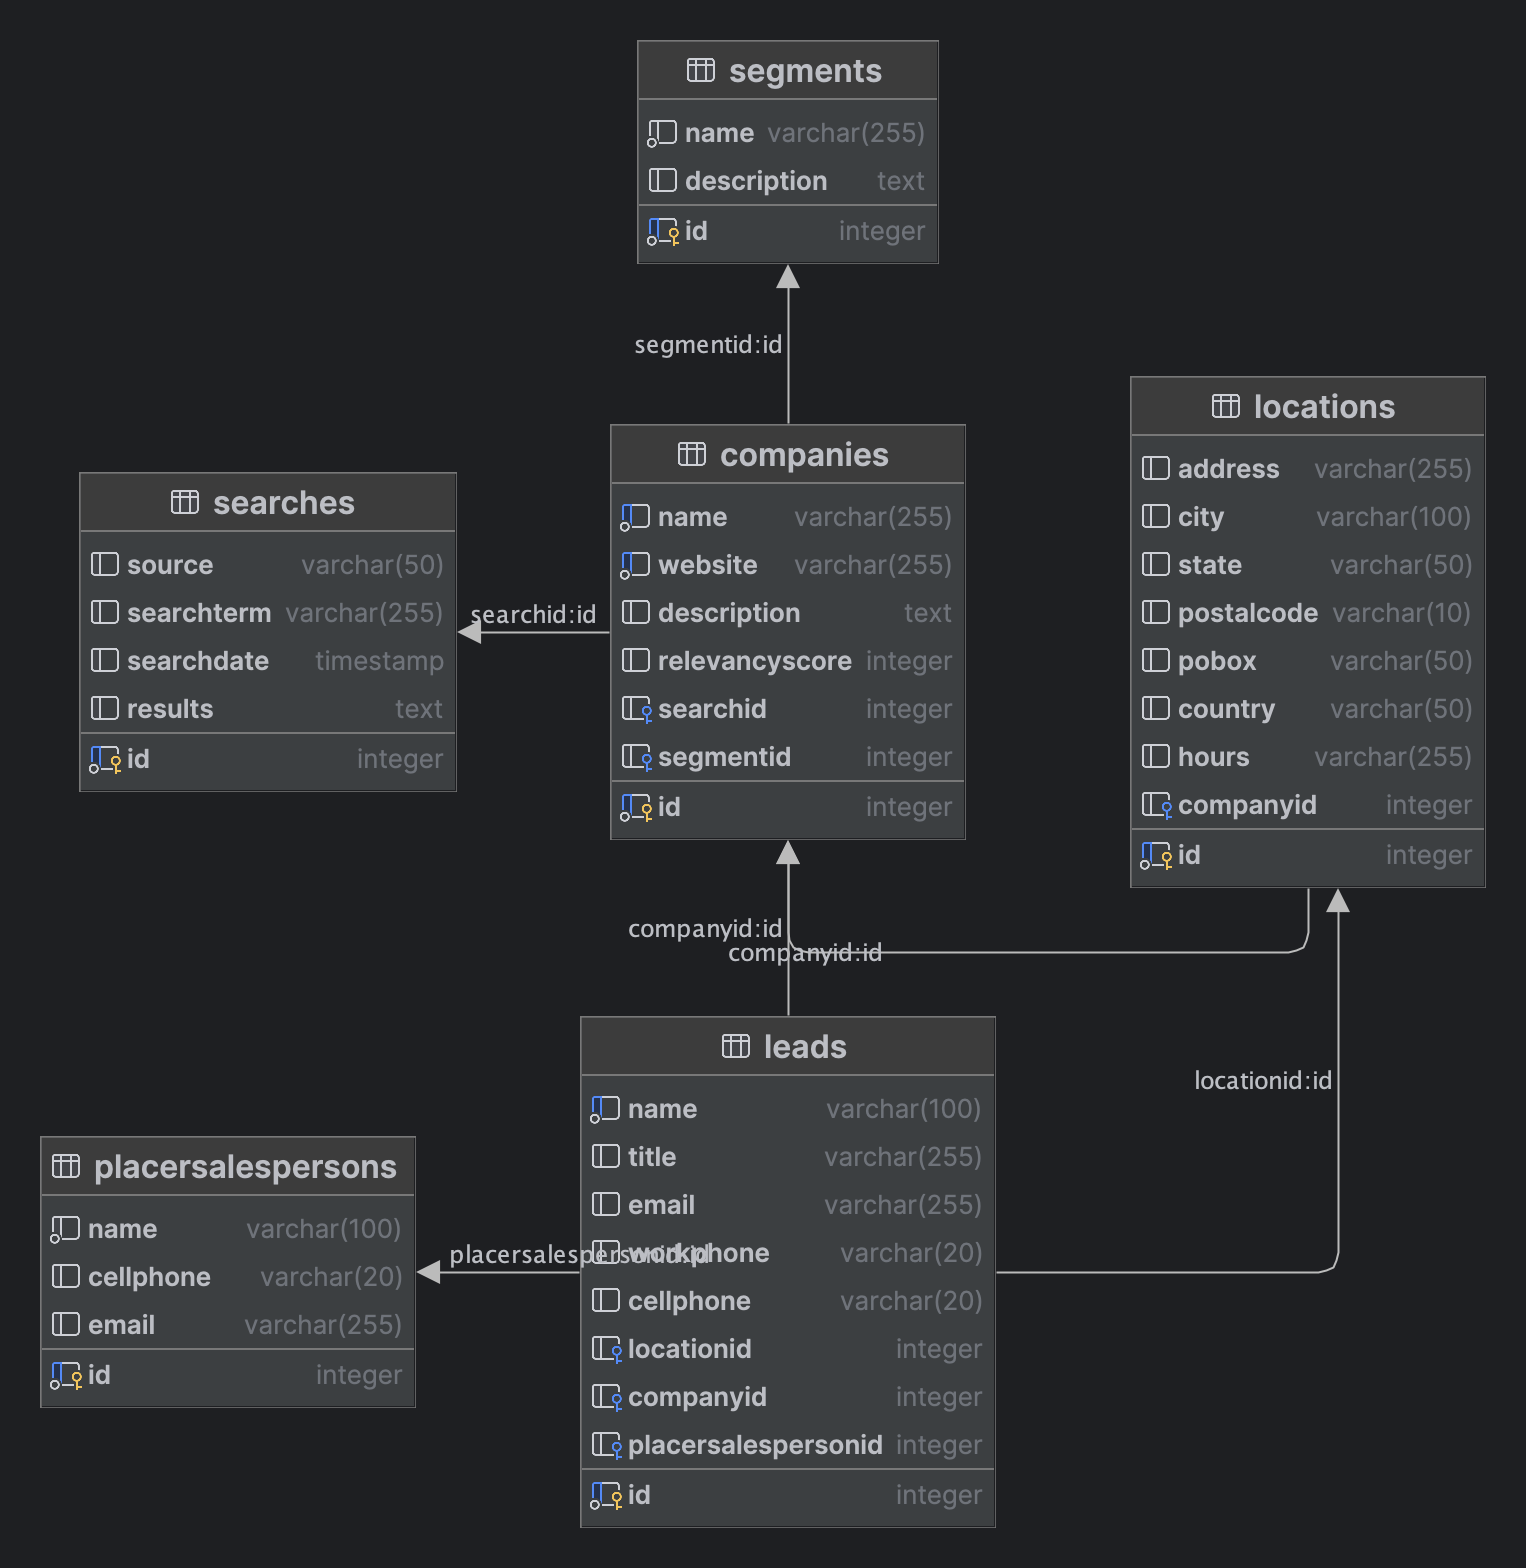 segments
name varchar(255)
description text
id integer
segmentid:id
locations
address varchar(255)
city varchar(100)
state varchar(50)
postalcode varchar(10)
pobox varchar(50)
country varchar(50)
hours varchar(255)
companyid integer
id integer
companies
name varchar(255)
website varchar(255)
description text
relevancyscore integer
searchid integer
segmentid integer
id integer
searches
source varchar(50)
searchterm varchar(255)
searchdate timestamp
results text
id integer
searchid:id
companyid:id
companyid:id
locationid:id
leads
name varchar(100)
title varchar(255)
email varchar(255)
workphone varchar(20)
cellphone varchar(20)
locationid integer
companyid integer
placersalespersonid integer
id integer
placersalespersonid:id
placersalespersons
name varchar(100)
cellphone varchar(20)
email varchar(255)
id integer